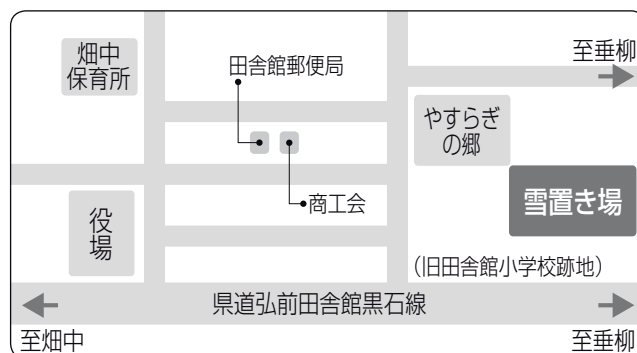 畑中
保育所
田舎館郵便局
至垂柳
やすらぎ
の郷
商工会
雪置き場
役場
(旧田舎館小学校跡地)
県道弘前田舎館黒石線
至畑中
至垂柳